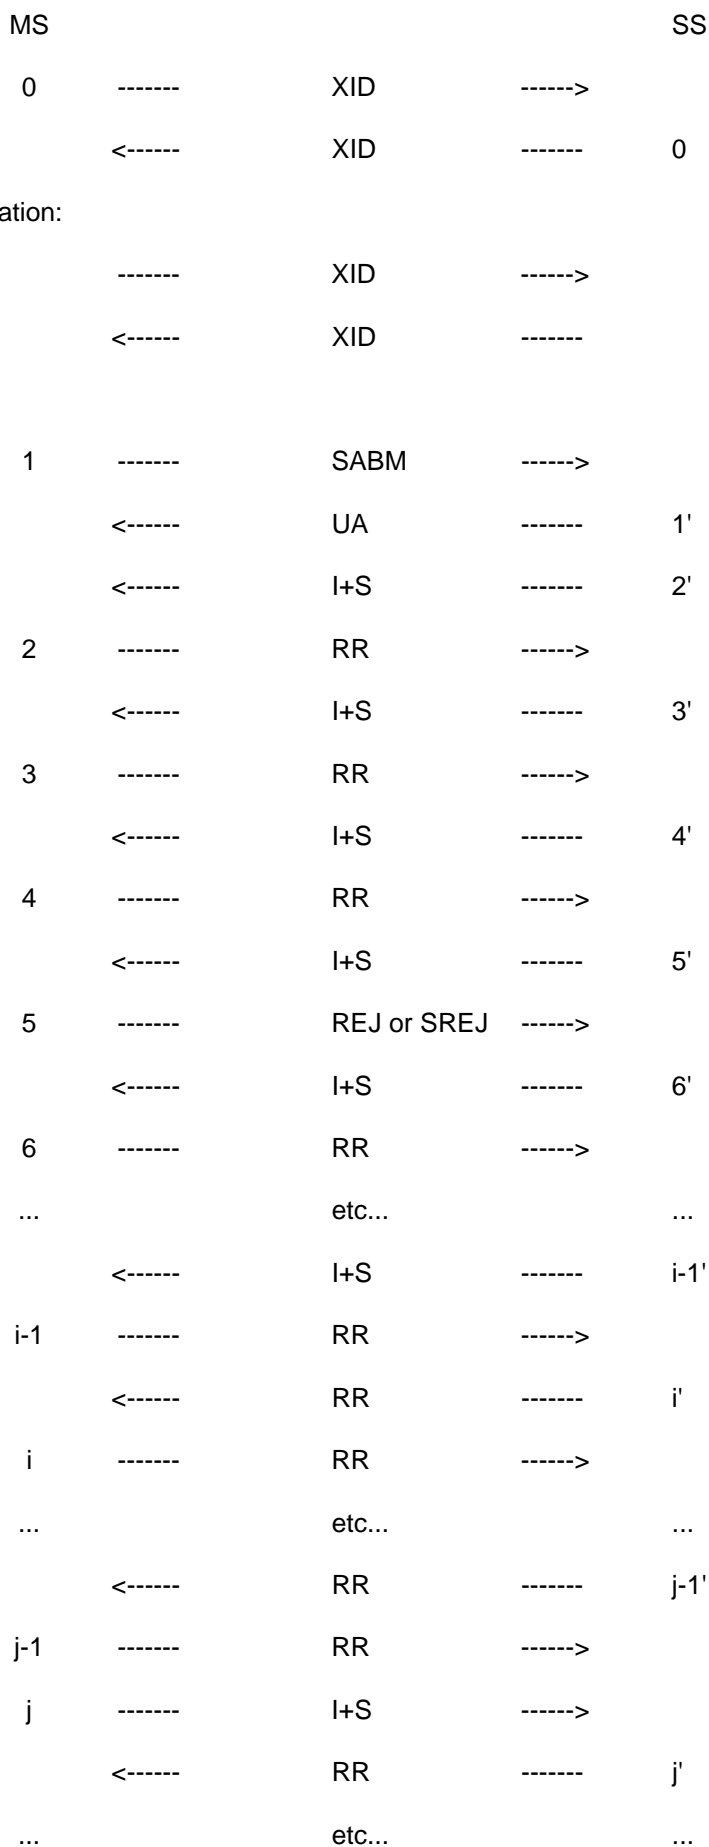 MS SS
0 ------- XID ------>
<------ XID ------- 0
ation:
------- XID ------>
<------ XID -------
1 ------- SABM ------>
<------ UA ------- 1'
<------ I+S ------- 2'
2 ------- RR ------>
<------ I+S ------- 3'
3 ------- RR ------>
<------ I+S ------- 4'
4 ------- RR ------>
<------ I+S ------- 5'
5 ------- REJ or SREJ ------>
<------ I+S ------- 6'
6 ------- RR ------>
... etc... ...
<------ I+S ------- i-1'
i-1 ------- RR ------>
<------ RR ------- i'
i ------- RR ------>
... etc... ...
<------ RR ------- j-1'
j-1 ------- RR ------>
j ------- I+S ------>
<------ RR ------- j'
... etc... ...